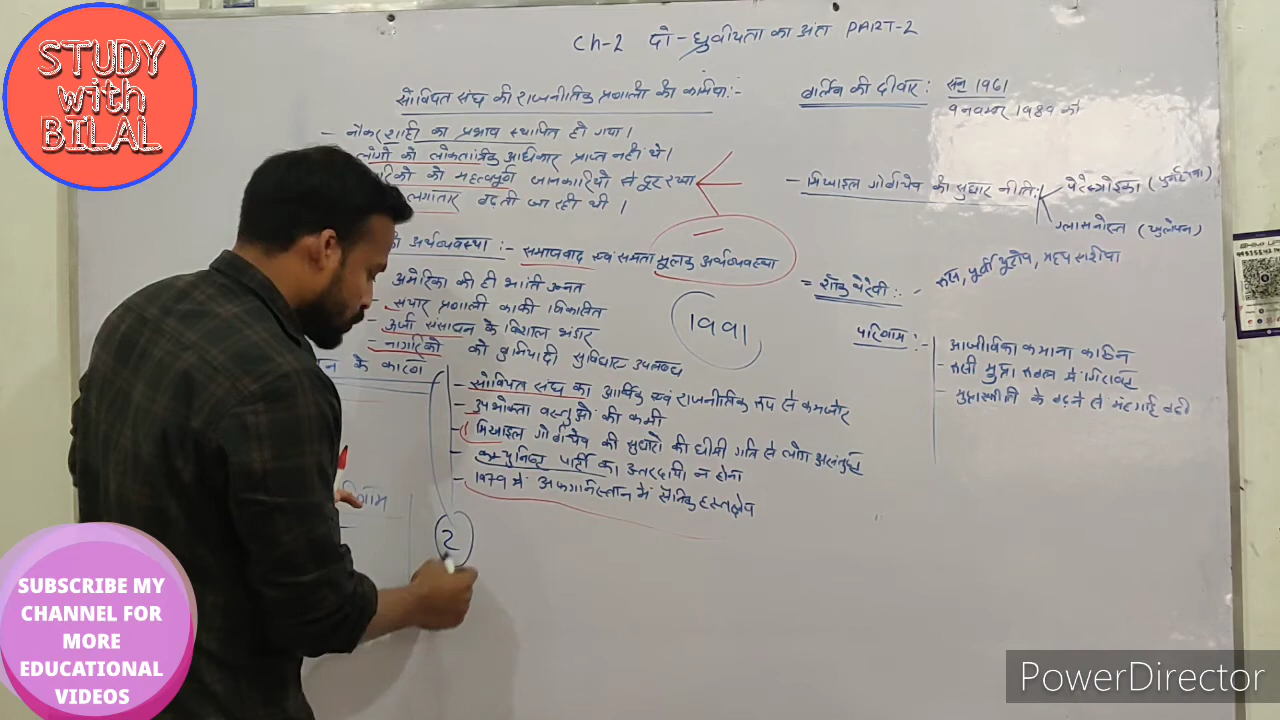 STUDY
with
BILAL
Ch-2 दो-ध्रुवीयता का अंत PART-2
सोवियत संघ की राजनीतिक प्रणाली की कमियां:-
- नौकरशाही का प्रभाव स्थापित हो गया।
लोगों को लोकतांत्रिक अधिकार प्राप्त नहीं थे।
को महत्वपूर्ण जानकारियों से दूर रखा
लगातार बढ़ती जा रही थी।
की अर्थव्यवस्था :- समाजवाद एवं समता मूलक अर्थव्यवस्था
अमेरिका की ही भांति उन्नत
- संचार प्रणाली काफी विकसित
- ऊर्जा संसाधन के विशाल भंडार
- नागरिकों को बुनियादी सुविधाएं उपलब्ध
के कारण
- सोवियत संघ का आर्थिक एवं राजनीतिक रूप से कमजोर
- उपभोक्ता वस्तुओं की कमी
- मिखाइल गोर्बाचेव की सुधारों की धीमी गति से लोग असंतुष्ट
- कम्युनिस्ट पार्टी का उत्तरदायी न होना
- 1979 में अफगानिस्तान में सैनिक हस्तक्षेप
2
1991
बर्लिन की दीवार: सन् 1961
9 नवम्बर 1989 को
- मिखाइल गोर्बाचेव की सुधार नीति:
पेरेस्त्रोइका (पुनर्रचना)
ग्लासनोस्त (खुलेपन)
= शॉक थेरेपी :- रूस, पूर्वी यूरोप, मध्य एशिया
परिणाम :-
आजीविका कमाना कठिन
- रूसी मुद्रा रूबल में गिरावट
- मुद्रास्फीति के बढ़ने से महंगाई बढ़ी
SUBSCRIBE MY
CHANNEL FOR
MORE
EDUCATIONAL
VIDEOS
PowerDirector